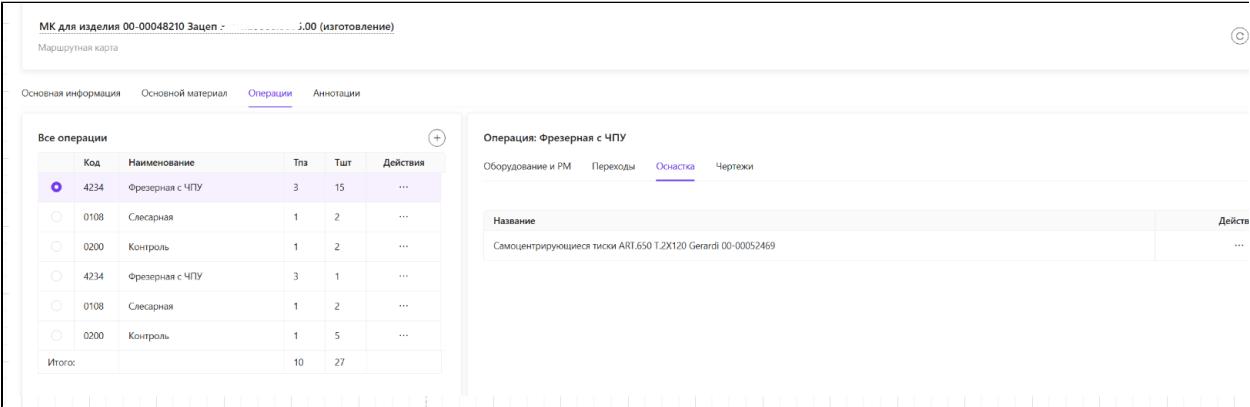 МК для изделия 00-00048210 Зацеп .00 (изготовление)
Маршрутная карта
Основная информация Основной материал Операции Аннотации
Все операции
Код Наименование Тпз Тшт Действия
4234 Фрезерная с ЧПУ 3 15 ...
0108 Слесарная 1 2 ...
0200 Контроль 1 2 ...
4234 Фрезерная с ЧПУ 3 1 ...
0108 Слесарная 1 2 ...
0200 Контроль 1 5 ...
Итого: 10 27
Операция: Фрезерная с ЧПУ
Оборудование и РМ Переходы Оснастка Чертежи
Название Действ
Самоцентрирующиеся тиски ART.650 T.2X120 Gerardi 00-00052469 ...